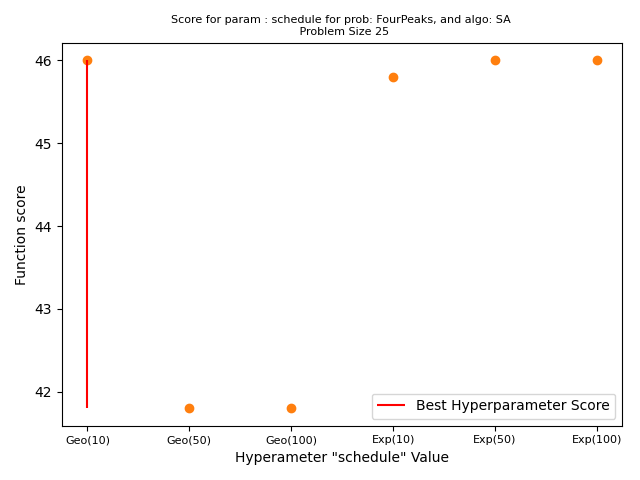 Score for param : schedule for prob: FourPeaks, and algo: SA
Problem Size 25
46
45
44
43
42
Function score
Best Hyperparameter Score
Geo(10) Geo(50) Geo(100) Exp(10) Exp(50) Exp(100)
Hyperameter "schedule" Value